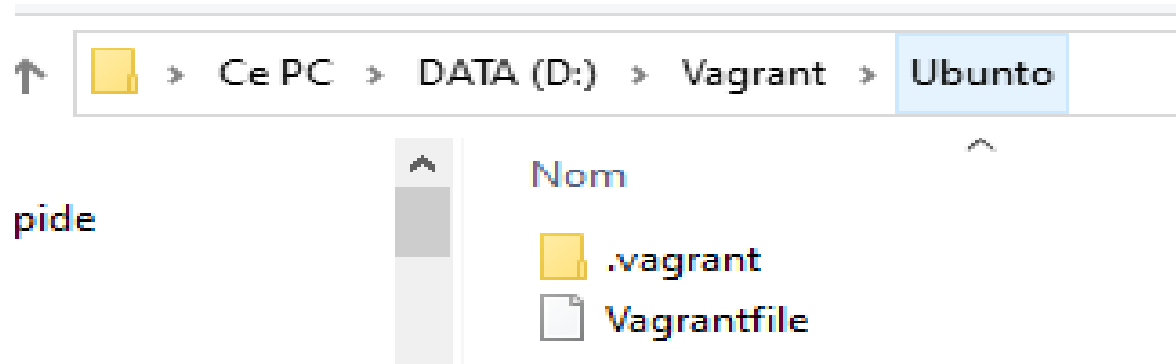 Ce PC > DATA (D:) > Vagrant > Ubunto
Nom
pide
.vagrant
Vagrantfile